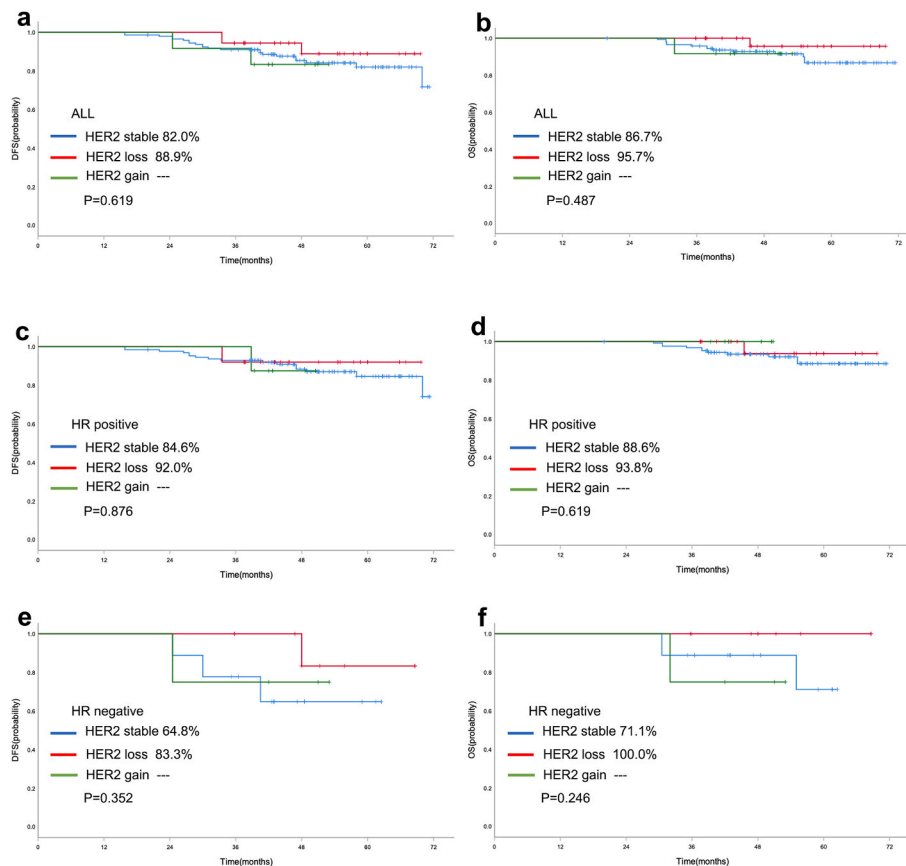 a
DFS(probability)
1.0
0.8
0.6
0.4
0.2
0.0
ALL
HER2 stable 82.0%
HER2 loss 88.9%
HER2 gain ---
P=0.619
0 12 24 36 48 60 72
Time(months)
b
OS(probability)
1.0
0.8
0.6
0.4
0.2
0.0
ALL
HER2 stable 86.7%
HER2 loss 95.7%
HER2 gain ---
P=0.487
0 12 24 36 48 60 72
Time(months)
c
DFS(probability)
1.0
0.8
0.6
0.4
0.2
0.0
HR positive
HER2 stable 84.6%
HER2 loss 92.0%
HER2 gain ---
P=0.876
0 12 24 36 48 60 72
Time(months)
d
OS(probability)
1.0
0.8
0.6
0.4
0.2
0.0
HR positive
HER2 stable 88.6%
HER2 loss 93.8%
HER2 gain ---
P=0.619
0 12 24 36 48 60 72
Time(months)
e
DFS(probability)
1.0
0.8
0.6
0.4
0.2
0.0
HR negative
HER2 stable 64.8%
HER2 loss 83.3%
HER2 gain ---
P=0.352
0 12 24 36 48 60 72
Time(months)
f
OS(probability)
1.0
0.8
0.6
0.4
0.2
0.0
HR negative
HER2 stable 71.1%
HER2 loss 100.0%
HER2 gain ---
P=0.246
0 12 24 36 48 60 72
Time(months)